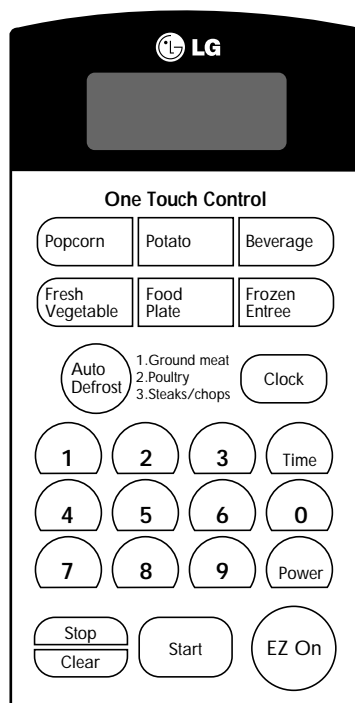 LG
One Touch Control
Popcorn
Potato
Beverage
Fresh
Vegetable
Food
Plate
Frozen
Entree
Auto
Defrost
1.Ground meat
2.Poultry
3.Steaks/chops
Clock
1
2
3
Time
4
5
6
0
7
8
9
Power
Stop
Clear
Start
EZ On